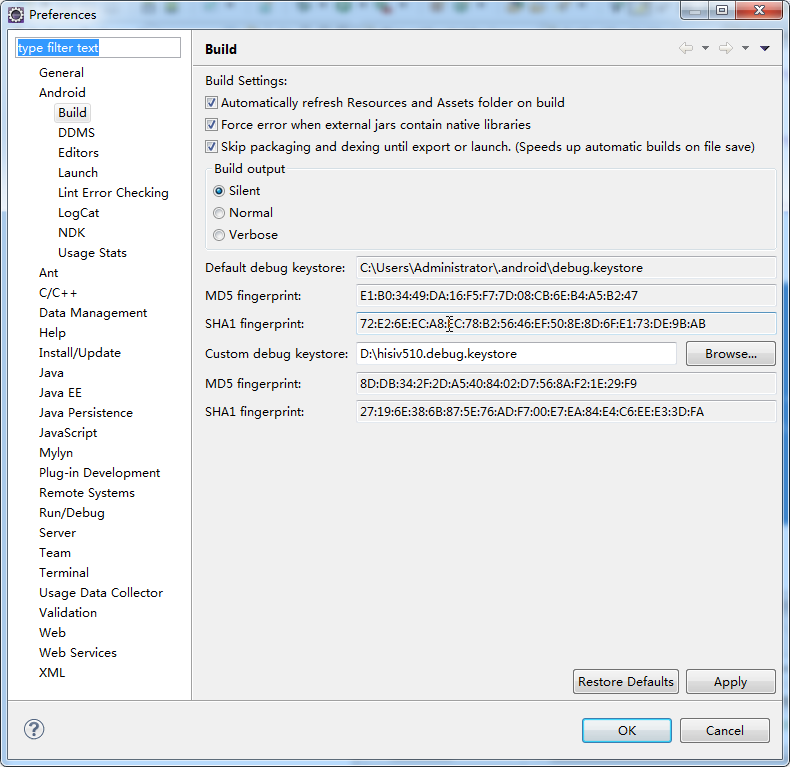 Preferences
type filter text
General
Android
Build
DDMS
Editors
Launch
Lint Error Checking
LogCat
NDK
Usage Stats
Ant
C/C++
Data Management
Help
Install/Update
Java
Java EE
Java Persistence
JavaScript
Mylyn
Plug-in Development
Remote Systems
Run/Debug
Server
Team
Terminal
Usage Data Collector
Validation
Web
Web Services
XML
Build
Build Settings:
Automatically refresh Resources and Assets folder on build
Force error when external jars contain native libraries
Skip packaging and dexing until export or launch. (Speeds up automatic builds on file save)
Build output
Silent
Normal
Verbose
Default debug keystore: C:\Users\Administrator\.android\debug.keystore
MD5 fingerprint: E1:B0:34:49:DA:16:F5:F7:7D:08:CB:6E:B4:A5:B2:47
SHA1 fingerprint: 72:E2:6E:EC:A8: :78:B2:56:46:EF:50:8E:8D:6F:E1:73:DE:9B:AB
Custom debug keystore: D:\hisiv510.debug.keystore Browse...
MD5 fingerprint: 8D:DB:34:2F:2D:A5:40:84:02:D7:56:8A:F2:1E:29:F9
SHA1 fingerprint: 27:19:6E:38:6B:87:5E:76:AD:F7:00:E7:EA:84:E4:C6:EE:E3:3D:FA
Restore Defaults Apply
? OK Cancel